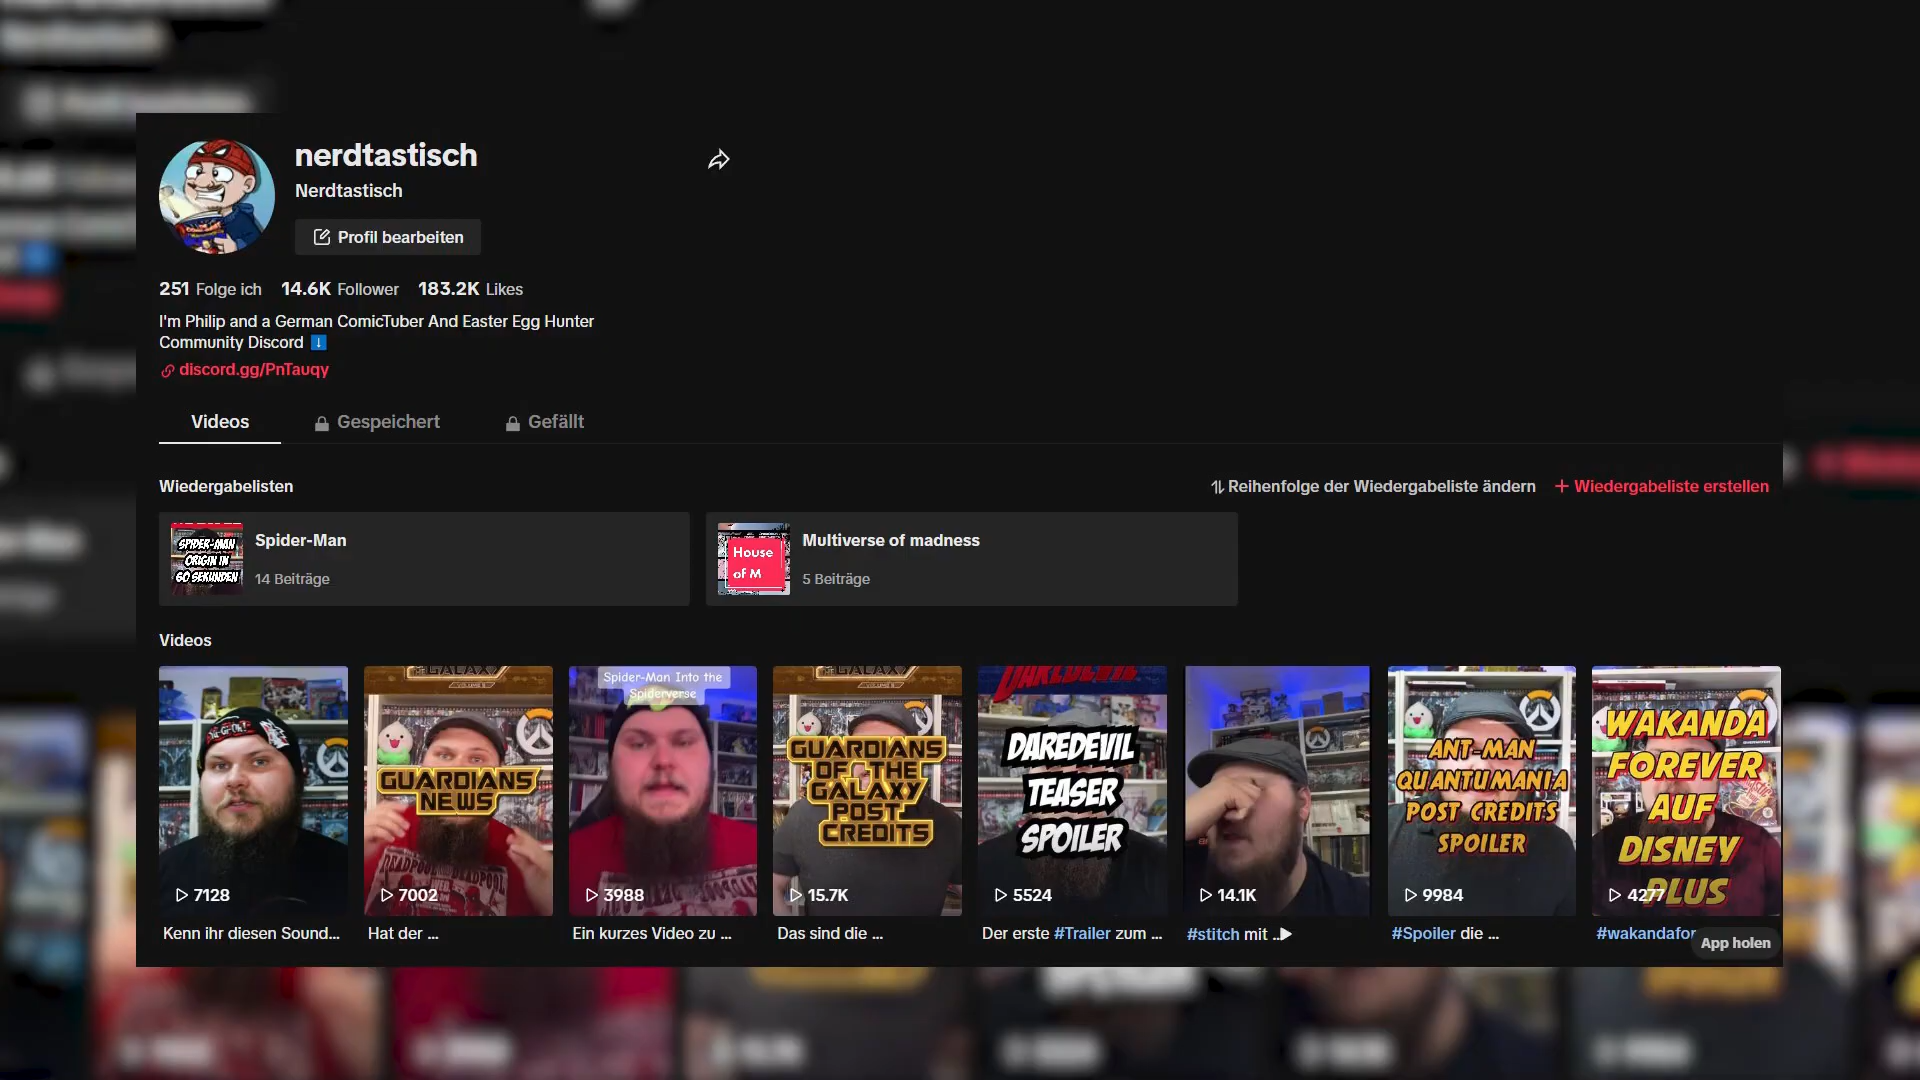 nerdtastisch
Nerdtastisch
Profil bearbeiten
251 Folge ich 14.6K Follower 183.2K Likes
I'm Philip and a German ComicTuber And Easter Egg Hunter
Community Discord
discord.gg/PnTauqy
Videos Gespeichert Gefällt
Wiedergabelisten
Reihenfolge der Wiedergabeliste ändern
+ Wiedergabeliste erstellen
SPIDER-MAN
ORIGIN IN
60 SEKUNDEN
Spider-Man
14 Beiträge
House
of M
Multiverse of madness
5 Beiträge
Videos
7128
Kenn ihr diesen Sound...
GALAXY
GUARDIANS
NEWS
DEADPOOL
7002
Hat der ...
Spider-Man Into the
Spiderverse
3988
Ein kurzes Video zu ...
GALAXY
GUARDIANS
OF THE
GALAXY
POST
CREDITS
15.7K
Das sind die ...
DAREDEVIL
DAREDEVIL
TEASER
SPOILER
5524
Der erste #Trailer zum ...
14.1K
#stitch mit ...
ANT-MAN
QUANTUMANIA
POST CREDITS
SPOILER
9984
#Spoiler die ...
WAKANDA
FOREVER
AUF
DISNEY
PLUS
4277
#wakandafor
App holen